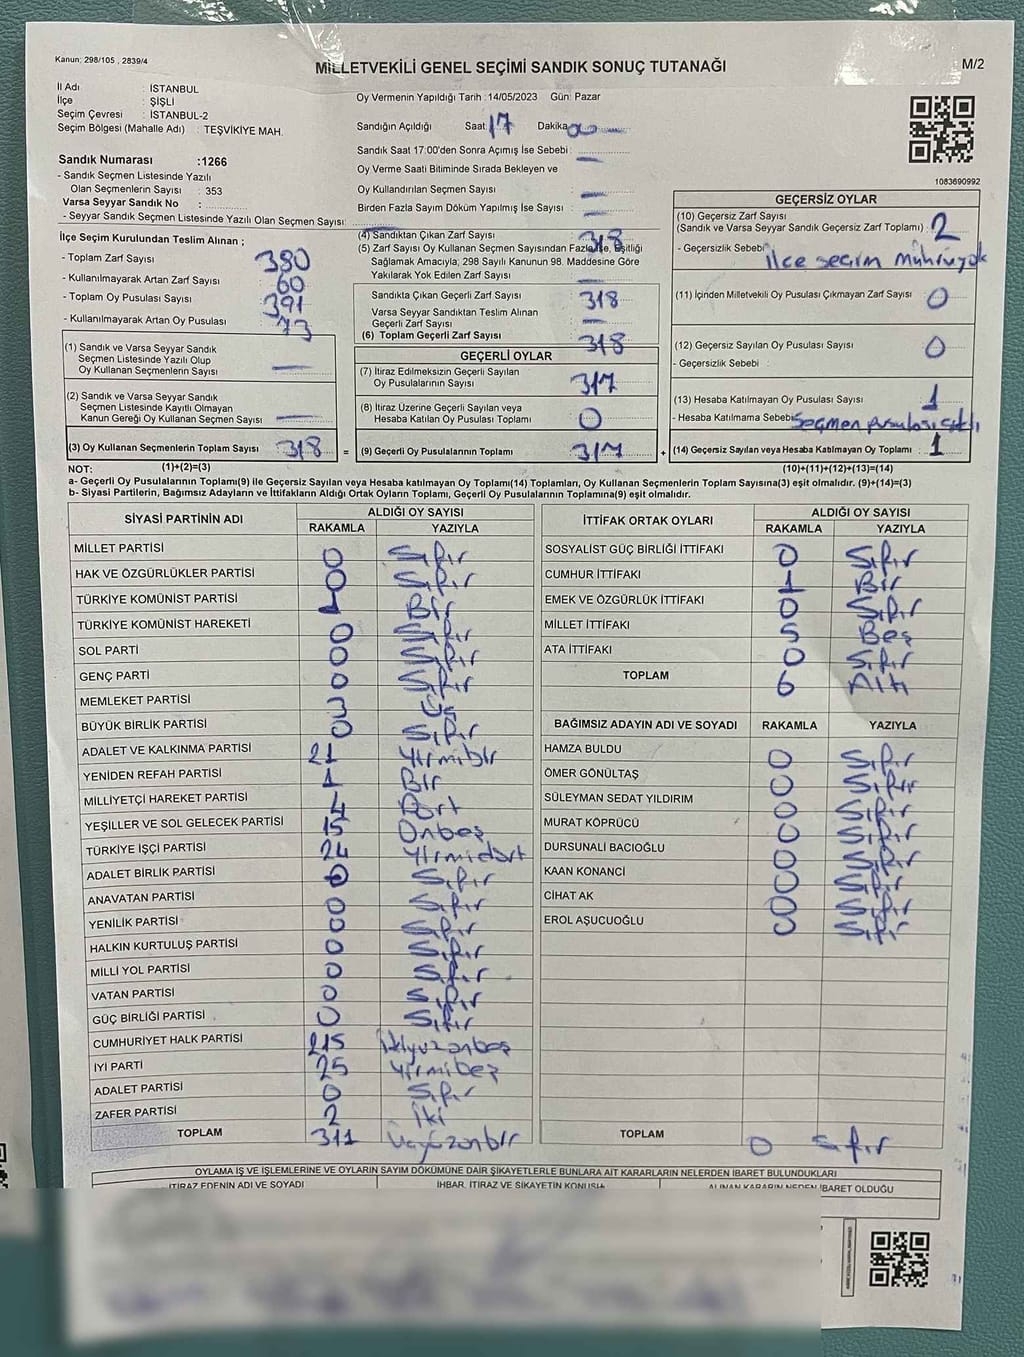 Kanun: 298/105 , 2839/4
MİLLETVEKİLİ GENEL SEÇİMİ SANDIK SONUÇ TUTANAĞI
M/2
İl Adı : İSTANBUL
İlçe : ŞİŞLİ
Seçim Çevresi : İSTANBUL-2
Seçim Bölgesi (Mahalle Adı) : TEŞVİKİYE MAH.
Sandık Numarası :1266
- Sandık Seçmen Listesinde Yazılı
Olan Seçmenlerin Sayısı : 353
Varsa Seyyar Sandık No :
- Seyyar Sandık Seçmen Listesinde Yazılı Olan Seçmen Sayısı:
İlçe Seçim Kurulundan Teslim Alınan ;
- Toplam Zarf Sayısı : 380
- Kullanılmayarak Artan Zarf Sayısı : 60
- Toplam Oy Pusulası Sayısı : 391
- Kullanılmayarak Artan Oy Pusulası : 73
Oy Vermenin Yapıldığı Tarih :14/05/2023 Gün: Pazar
Sandığın Açıldığı Saat: 17 Dakika: 00
Sandık Saat 17:00'den Sonra Açmış İse Sebebi : —
Oy Verme Saati Bitiminde Sırada Bekleyen ve
Oy Kullandırılan Seçmen Sayısı : —
Birden Fazla Sayım Döküm Yapılmış İse Sayısı : —
(4) Sandıktan Çıkan Zarf Sayısı : 318
(5) Zarf Sayısı Oy Kullanan Seçmen Sayısından Fazla İse, Eşitliği
Sağlamak Amacıyla; 298 Sayılı Kanunun 98. Maddesine Göre
Yakılarak Yok Edilen Zarf Sayısı : —
Sandıkta Çıkan Geçerli Zarf Sayısı : 318
Varsa Seyyar Sandıktan Teslim Alınan
Geçerli Zarf Sayısı : —
(6) Toplam Geçerli Zarf Sayısı : 318
1083690992
GEÇERSİZ OYLAR
(10) Geçersiz Zarf Sayısı
(Sandık ve Varsa Seyyar Sandık Geçersiz Zarf Toplamı) : 2
- Geçersizlik Sebebi : ilçe seçim mührü yok
(11) İçinden Milletvekili Oy Pusulası Çıkmayan Zarf Sayısı : 0
(12) Geçersiz Sayılan Oy Pusulası Sayısı : 0
- Geçersizlik Sebebi :
(13) Hesaba Katılmayan Oy Pusulası Sayısı : 1
- Hesaba Katılmama Sebebi: Seçmen pusulası
(14) Geçersiz Sayılan veya Hesaba Katılmayan Oy Toplamı : 1
(1) Sandık ve Varsa Seyyar Sandık
Seçmen Listesinde Yazılı Olup
Oy Kullanan Seçmenlerin Sayısı : —
(2) Sandık ve Varsa Seyyar Sandık
Seçmen Listesinde Kayıtlı Olmayan
Kanun Gereği Oy Kullanan Seçmen Sayısı : —
(3) Oy Kullanan Seçmenlerin Toplam Sayısı : 318 =
GEÇERLİ OYLAR
(7) İtiraz Edilmeksizin Geçerli Sayılan
Oy Pusulalarının Sayısı : 317
(8) İtiraz Üzerine Geçerli Sayılan veya
Hesaba Katılan Oy Pusulası Toplamı : 0
(9) Geçerli Oy Pusulalarının Toplamı : 317 +
NOT: (1)+(2)=(3) (10)+(11)+(12)+(13)=(14)
a- Geçerli Oy Pusulasının Toplamı(9) ile Geçersiz Sayılan veya Hesaba katılmayan Oy Toplamı(14) Toplamları, Oy Kullanan Seçmenlerin Toplam Sayısına(3) eşit olmalıdır. (9)+(14)=(3)
b- Siyasi Partilerin, Bağımsız Adayların ve İttifakların Aldığı Ortak Oyların Toplamı, Geçerli Oy Pusulalarının Toplamına(9) eşit olmalıdır.
SİYASİ PARTİNİN ADI ALDIĞI OY SAYISI
RAKAMLA YAZIYLA
MİLLET PARTİSİ 0 Sıfır
HAK VE ÖZGÜRLÜKLER PARTİSİ 0 Sıfır
TÜRKİYE KOMÜNİST PARTİSİ 1 Bir
TÜRKİYE KOMÜNİST HAREKETİ 0 Sıfır
SOL PARTİ 0 Sıfır
GENÇ PARTİ 0 Sıfır
MEMLEKET PARTİSİ 3 Üç
BÜYÜK BİRLİK PARTİSİ 0 Sıfır
ADALET VE KALKINMA PARTİSİ 21 Yirmibir
YENİDEN REFAH PARTİSİ 1 Bir
MİLLİYETÇİ HAREKET PARTİSİ 4 Dört
YEŞİLLER VE SOL GELECEK PARTİSİ 15 Onbeş
TÜRKİYE İŞÇİ PARTİSİ 24 Yirmidört
ADALET BİRLİK PARTİSİ 0 Sıfır
ANAVATAN PARTİSİ 0 Sıfır
YENİLİK PARTİSİ 0 Sıfır
HALKIN KURTULUŞ PARTİSİ 0 Sıfır
MİLLİ YOL PARTİSİ 0 Sıfır
VATAN PARTİSİ 0 Sıfır
GÜÇ BİRLİĞİ PARTİSİ 0 Sıfır
CUMHURİYET HALK PARTİSİ 215 İkiyüzonbeş
İYİ PARTİ 25 Yirmibeş
ADALET PARTİSİ 0 Sıfır
ZAFER PARTİSİ 2 İki
TOPLAM 311 Üçyüzonbir
İTTİFAK ORTAK OYLARI ALDIĞI OY SAYISI
RAKAMLA YAZIYLA
SOSYALİST GÜÇ BİRLİĞİ İTTİFAKI 0 Sıfır
CUMHUR İTTİFAKI 1 Bir
EMEK VE ÖZGÜRLÜK İTTİFAKI 0 Sıfır
MİLLET İTTİFAKI 5 Beş
ATA İTTİFAKI 0 Sıfır
TOPLAM 6 Altı
BAĞIMSIZ ADAYIN ADI VE SOYADI RAKAMLA YAZIYLA
HAMZA BULDU 0 Sıfır
ÖMER GÖNÜLTAŞ 0 Sıfır
SÜLEYMAN SEDAT YILDIRIM 0 Sıfır
MURAT KÖPRÜCÜ 0 Sıfır
DURSUNALİ BACIOĞLU 0 Sıfır
KAAN KONANCİ 0 Sıfır
CİHAT AK 0 Sıfır
EROL AŞUCUOĞLU 0 Sıfır
TOPLAM 0 sıfır
OYLAMA İŞ VE İŞLEMLERİNE VE OYLARIN SAYIM DÖKÜMÜNE DAİR ŞİKAYETLERLE BUNLARA AİT KARARLARIN NELERDEN İBARET BULUNDUKLARI
İTİRAZ EDENİN ADI VE SOYADI İHBAR, İTİRAZ VE ŞİKAYETİN KONUSU ALINAN KARARIN NEDEN İBARET OLDUĞU